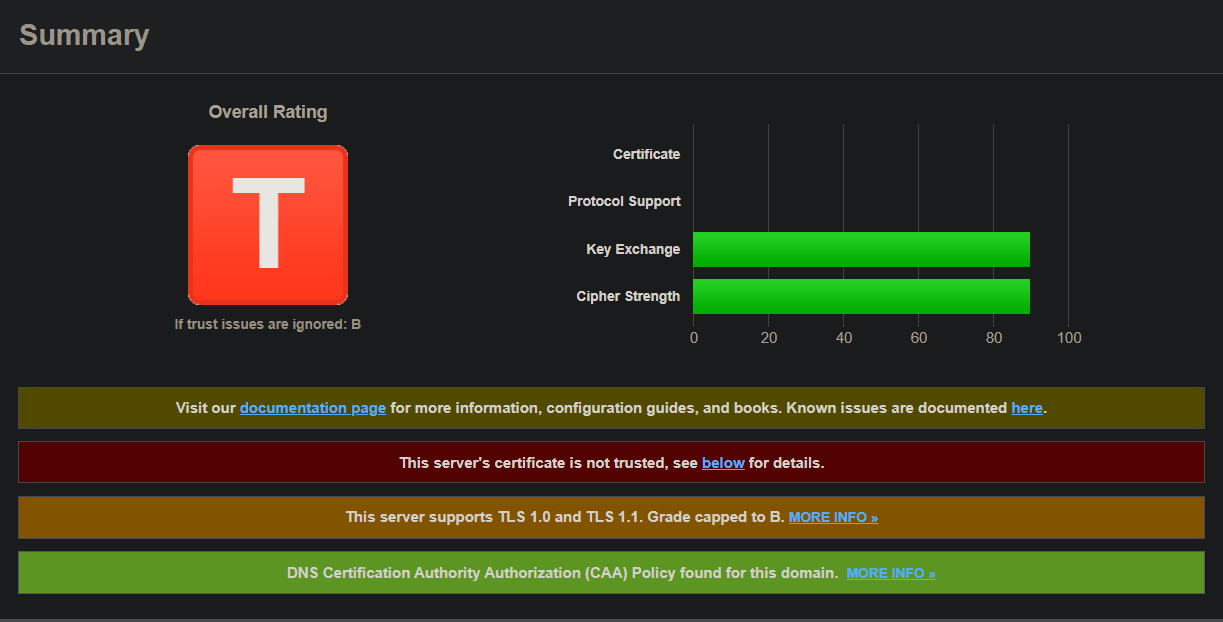 Summary
Overall Rating
T
If trust issues are ignored: B
Certificate
Protocol Support
Key Exchange
Cipher Strength
0 20 40 60 80 100
Visit our documentation page for more information, configuration guides, and books. Known issues are documented here.
This server's certificate is not trusted, see below for details.
This server supports TLS 1.0 and TLS 1.1. Grade capped to B. MORE INFO »
DNS Certification Authority Authorization (CAA) Policy found for this domain. MORE INFO »